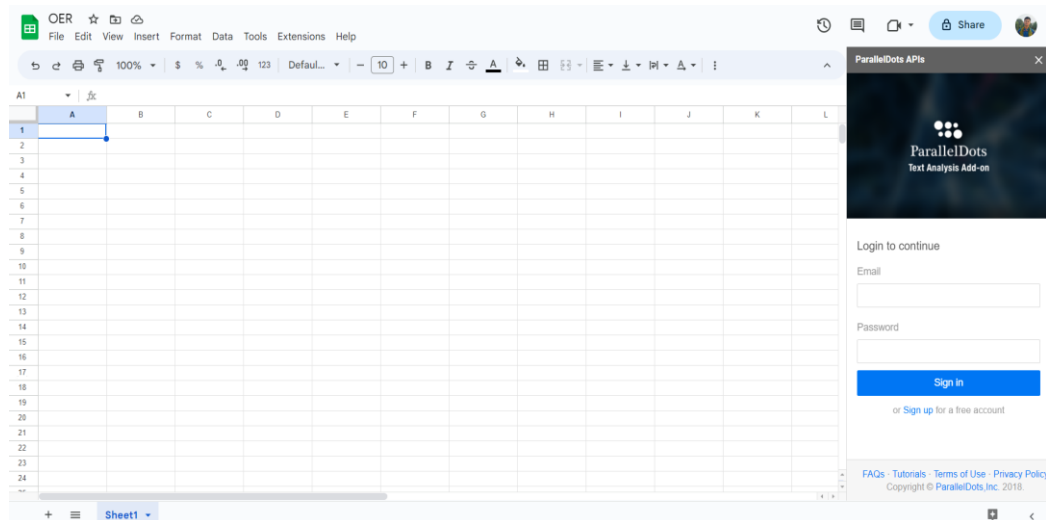 OER
File Edit View Insert Format Data Tools Extensions Help
Share
100% $ % .0 .00 123 Defaul... − 10 + B I A
A1 fx
A B C D E F G H I J K L
1
2
3
4
5
6
7
8
9
10
11
12
13
14
15
16
17
18
19
20
21
22
23
24
Sheet1
ParallelDots APIs
ParallelDots
Text Analysis Add-on
Login to continue
Email
Password
Sign in
or Sign up for a free account
FAQs - Tutorials - Terms of Use - Privacy Policy
Copyright © ParallelDots,Inc. 2018.